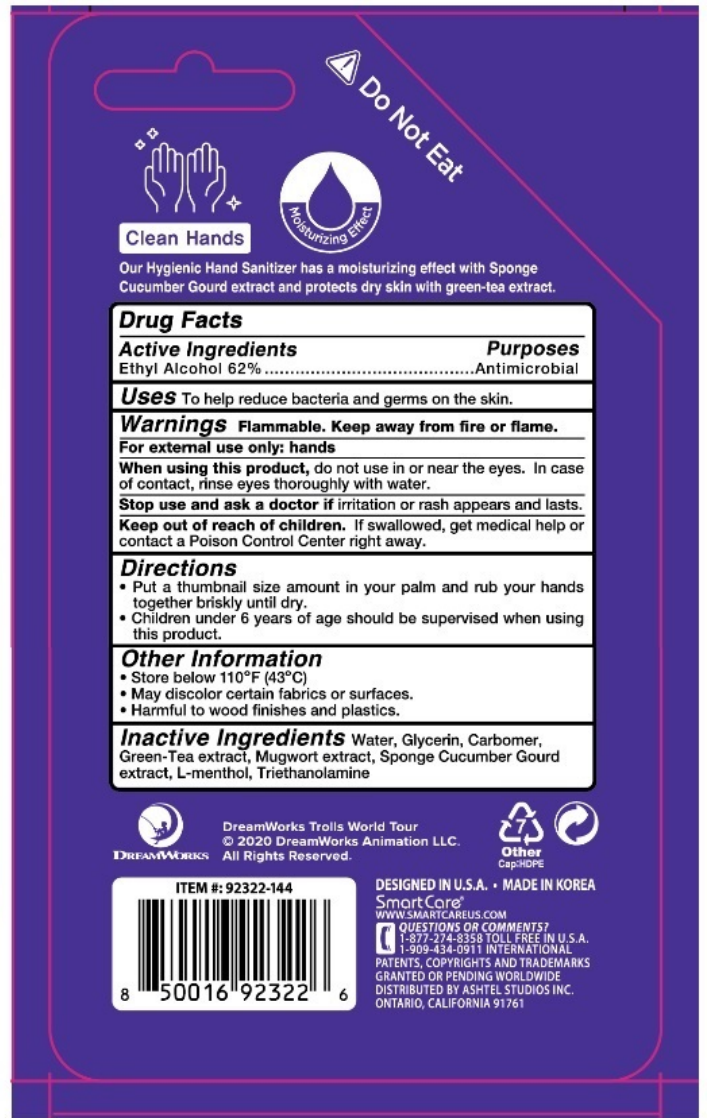 Do Not Eat
Moisturizing Effect
Clean Hands
Our Hygienic Hand Sanitizer has a moisturizing effect with Sponge
Cucumber Gourd extract and protects dry skin with green-tea extract.
Drug Facts
Active Ingredients Purposes
Ethyl Alcohol 62%..........................................Antimicrobial
Uses To help reduce bacteria and germs on the skin.
Warnings Flammable. Keep away from fire or flame.
For external use only: hands
When using this product, do not use in or near the eyes. In case
of contact, rinse eyes thoroughly with water.
Stop use and ask a doctor if irritation or rash appears and lasts.
Keep out of reach of children. If swallowed, get medical help or
contact a Poison Control Center right away.
Directions
• Put a thumbnail size amount in your palm and rub your hands
together briskly until dry.
• Children under 6 years of age should be supervised when using
this product.
Other Information
• Store below 110°F (43°C)
• May discolor certain fabrics or surfaces.
• Harmful to wood finishes and plastics.
Inactive Ingredients Water, Glycerin, Carbomer,
Green-Tea extract, Mugwort extract, Sponge Cucumber Gourd
extract, L-menthol, Triethanolamine
DREAMWORKS
DreamWorks Trolls World Tour
© 2020 DreamWorks Animation LLC.
All Rights Reserved.
7
Other
Cap:HDPE
ITEM #: 92322-144
8 50016 92322 6
DESIGNED IN U.S.A. • MADE IN KOREA
SmartCare®
WWW.SMARTCAREUS.COM
QUESTIONS OR COMMENTS?
1-877-274-8358 TOLL FREE IN U.S.A.
1-909-434-0911 INTERNATIONAL
PATENTS, COPYRIGHTS AND TRADEMARKS
GRANTED OR PENDING WORLDWIDE
DISTRIBUTED BY ASHTEL STUDIOS INC.
ONTARIO, CALIFORNIA 91761